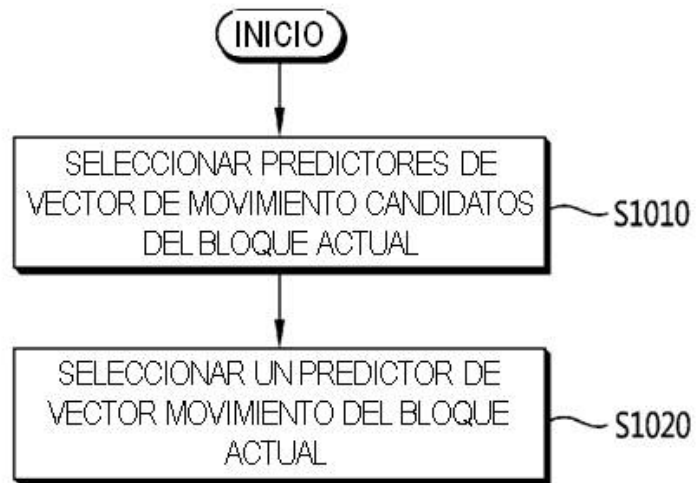 INICIO
SELECCIONAR PREDICTORES DE
VECTOR DE MOVIMIENTO CANDIDATOS
DEL BLOQUE ACTUAL
S1010
SELECCIONAR UN PREDICTOR DE
VECTOR MOVIMIENTO DEL BLOQUE
ACTUAL
S1020